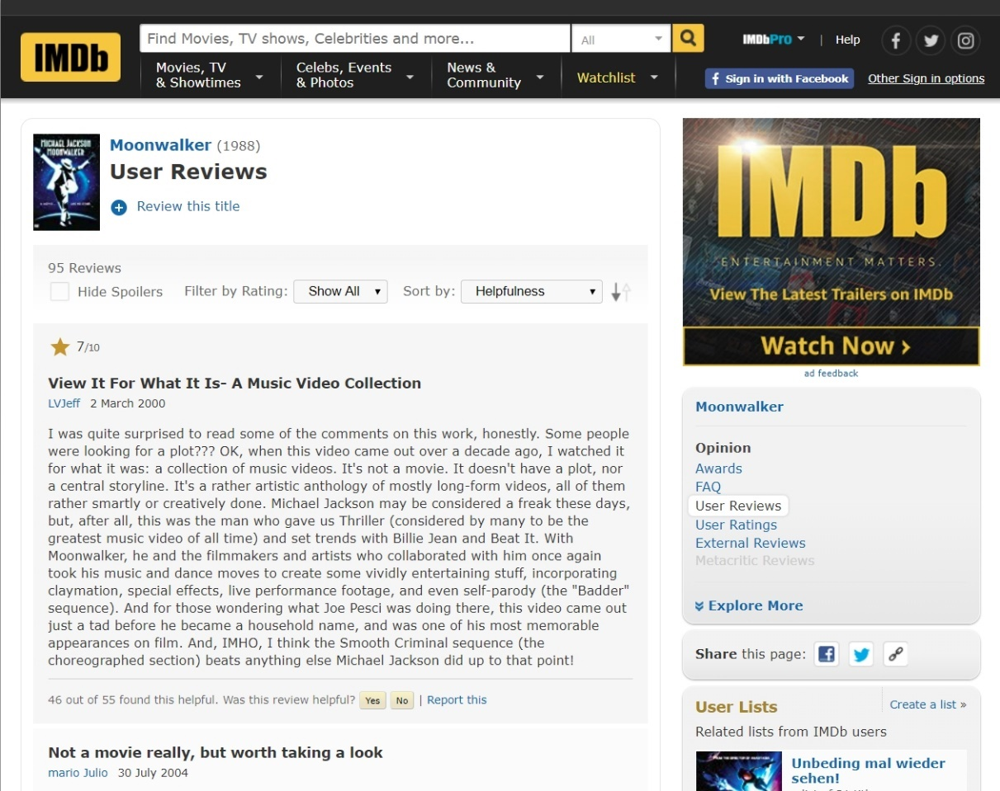 IMDb
Find Movies, TV shows, Celebrities and more...
All
IMDbPro
|
Help
Movies, TV
& Showtimes
Celebs, Events
& Photos
News &
Community
Watchlist
Sign in with Facebook
Other Sign in options
MICHAEL JACKSON
MOONWALKER
Moonwalker (1988)
User Reviews
Review this title
95 Reviews
Hide Spoilers
Filter by Rating: Show All
Sort by: Helpfulness
7/10
View It For What It Is- A Music Video Collection
LVJeff 2 March 2000
I was quite surprised to read some of the comments on this work, honestly. Some people
were looking for a plot??? OK, when this video came out over a decade ago, I watched it
for what it was: a collection of music videos. It's not a movie. It doesn't have a plot, nor
a central storyline. It's a rather artistic anthology of mostly long-form videos, all of them
rather smartly or creatively done. Michael Jackson may be considered a freak these days,
but, after all, this was the man who gave us Thriller (considered by many to be the
greatest music video of all time) and set trends with Billie Jean and Beat It. With
Moonwalker, he and the filmmakers and artists who collaborated with him once again
took his music and dance moves to create some vividly entertaining stuff, incorporating
claymation, special effects, live performance footage, and even self-parody (the "Badder"
sequence). And for those wondering what Joe Pesci was doing there, this video came out
just a tad before he became a household name, and was one of his most memorable
appearances on film. And, IMHO, I think the Smooth Criminal sequence (the
choreographed section) beats anything else Michael Jackson did up to that point!
46 out of 55 found this helpful. Was this review helpful? Yes No | Report this
Not a movie really, but worth taking a look
mario Julio 30 July 2004
IMDb
ENTERTAINMENT MATTERS.
View The Latest Trailers on IMDb
Watch Now ›
ad feedback
Moonwalker
Opinion
Awards
FAQ
User Reviews
User Ratings
External Reviews
Metacritic Reviews
Explore More
Share this page:
User Lists
Create a list »
Related lists from IMDb users
Unbeding mal wieder
sehen!